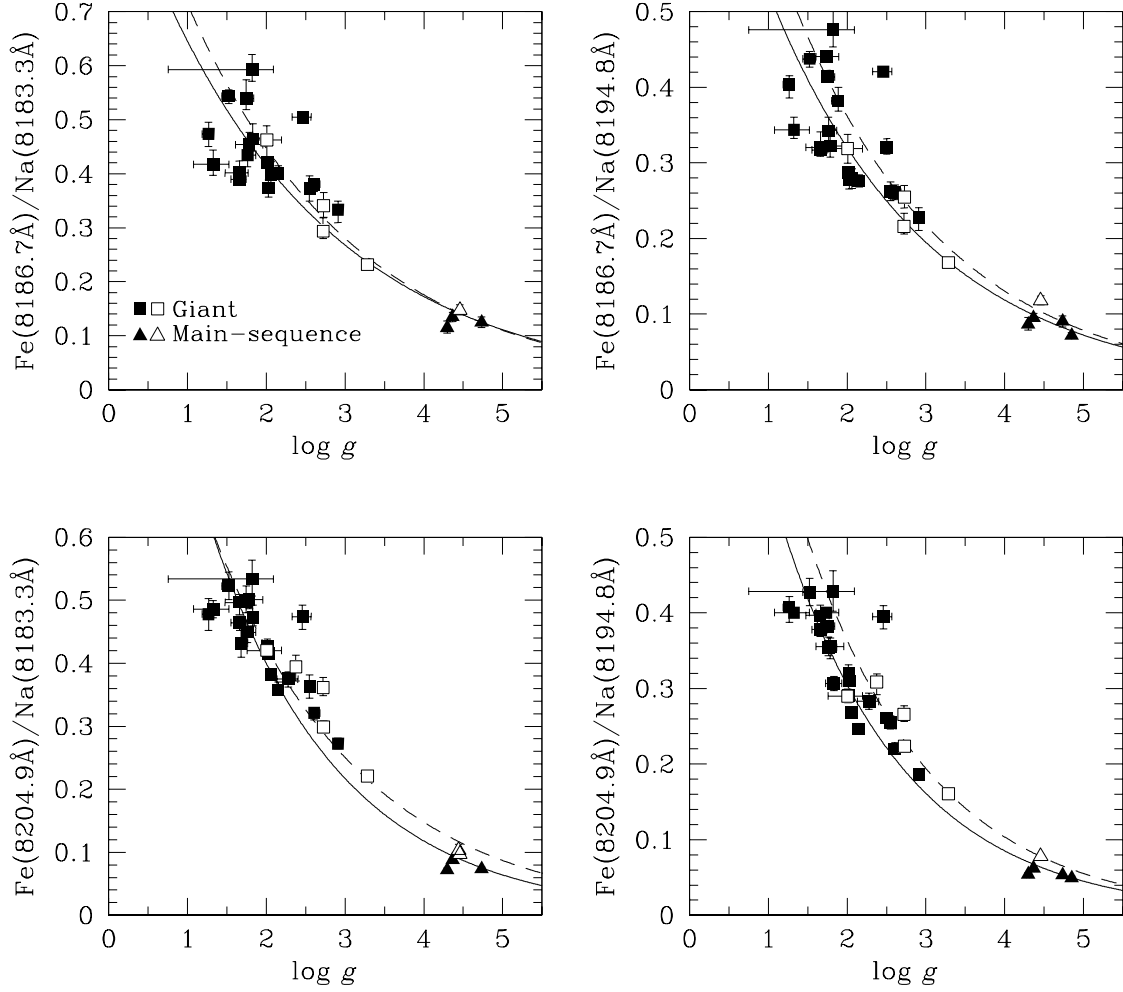 Fe(8186.7Å)/Na(8183.3Å)
0.7
0.6
0.5
0.4
0.3
0.2
0.1
0
Giant
Main-sequence
0 1 2 3 4 5
log g
Fe(8186.7Å)/Na(8194.8Å)
0.5
0.4
0.3
0.2
0.1
0
0 1 2 3 4 5
log g
Fe(8204.9Å)/Na(8183.3Å)
0.6
0.5
0.4
0.3
0.2
0.1
0
0 1 2 3 4 5
log g
Fe(8204.9Å)/Na(8194.8Å)
0.5
0.4
0.3
0.2
0.1
0
0 1 2 3 4 5
log g